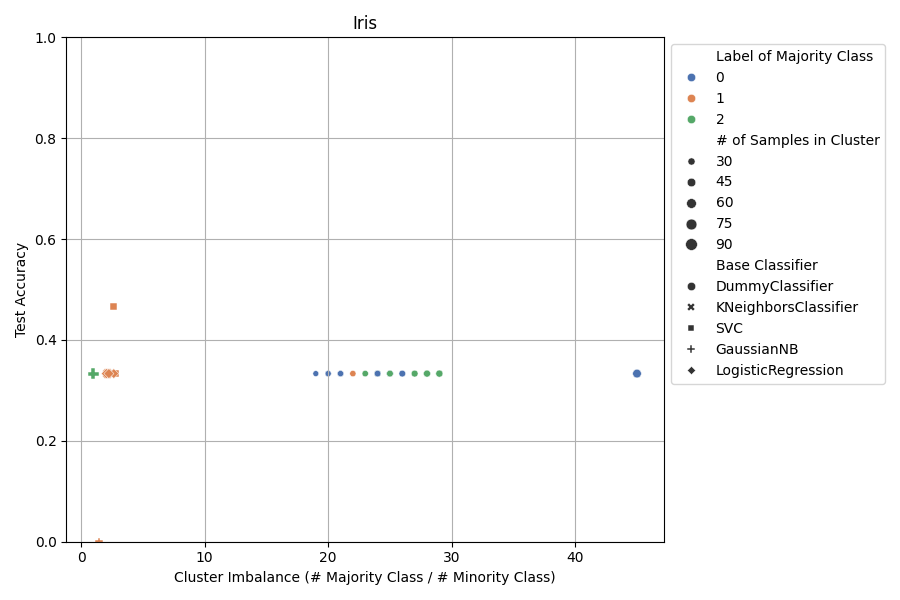 Iris
1.0
0.8
0.6
0.4
0.2
0.0
Test Accuracy
0
10
20
30
40
Cluster Imbalance (# Majority Class / # Minority Class)
Label of Majority Class
0
1
2
# of Samples in Cluster
30
45
60
75
90
Base Classifier
DummyClassifier
KNeighborsClassifier
SVC
GaussianNB
LogisticRegression